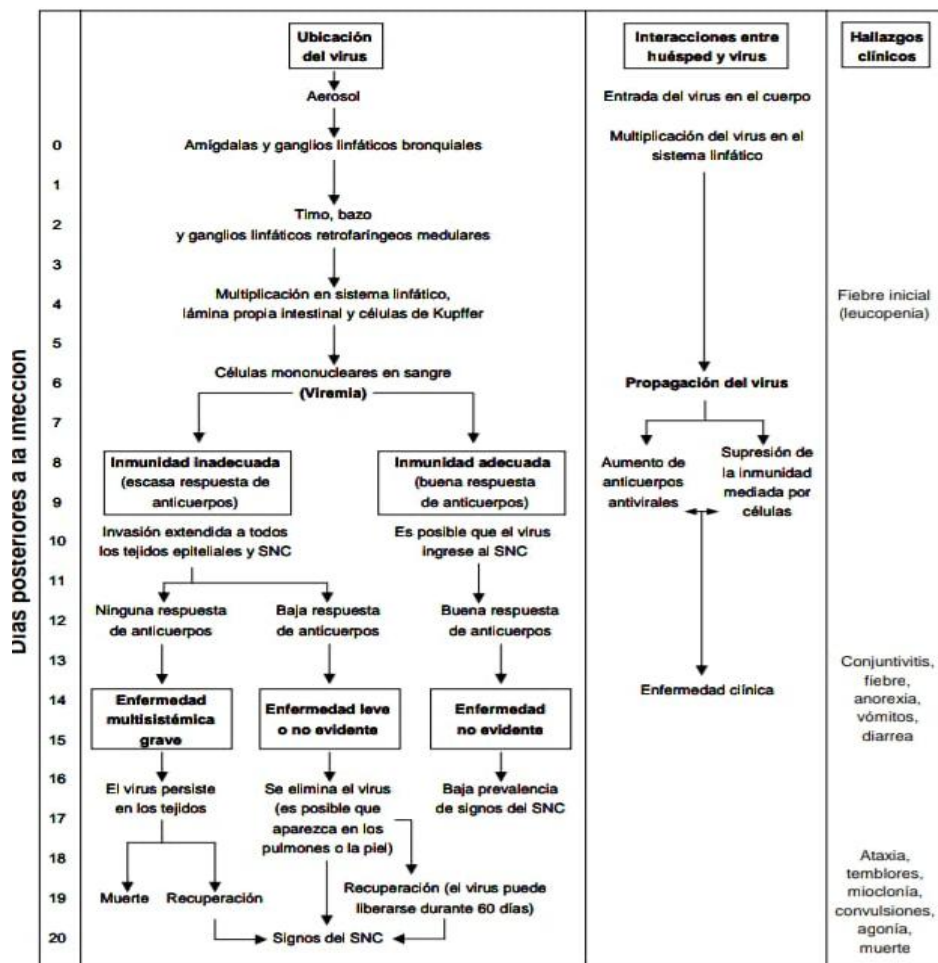 Días posteriores a la infeccion
0
1
2
3
4
5
6
7
8
9
10
11
12
13
14
15
16
17
18
19
20
Ubicación
del virus
Aerosol
Amígdalas y ganglios linfáticos bronquiales
Timo, bazo
y ganglios linfáticos retrofaríngeos medulares
Multiplicación en sistema linfático,
lámina propia intestinal y células de Kupffer
Células mononucleares en sangre
(Viremia)
Inmunidad inadecuada
(escasa respuesta de
anticuerpos)
Inmunidad adecuada
(buena respuesta
de anticuerpos)
Invasión extendida a todos
los tejidos epiteliales y SNC
Es posible que el virus
ingrese al SNC
Ninguna respuesta
de anticuerpos
Baja respuesta
de anticuerpos
Buena respuesta
de anticuerpos
Enfermedad
multisistémica
grave
Enfermedad leve
o no evidente
Enfermedad
no evidente
El virus persiste
en los tejidos
Se elimina el virus
(es posible que
aparezca en los
pulmones o la piel)
Baja prevalencia
de signos del SNC
Muerte
Recuperación
Recuperación (el virus puede
liberarse durante 60 días)
Signos del SNC
Interacciones entre
huésped y virus
Entrada del virus en el cuerpo
Multiplicación del virus en el
sistema linfático
Propagación del virus
Aumento de
anticuerpos
antivirales
Supresión de
la inmunidad
mediada por
células
Enfermedad clínica
Hallazgos
clínicos
Fiebre inicial
(leucopenia)
Conjuntivitis,
fiebre,
anorexia,
vómitos,
diarrea
Ataxia,
temblores,
mioclonía,
convulsiones,
agonía,
muerte